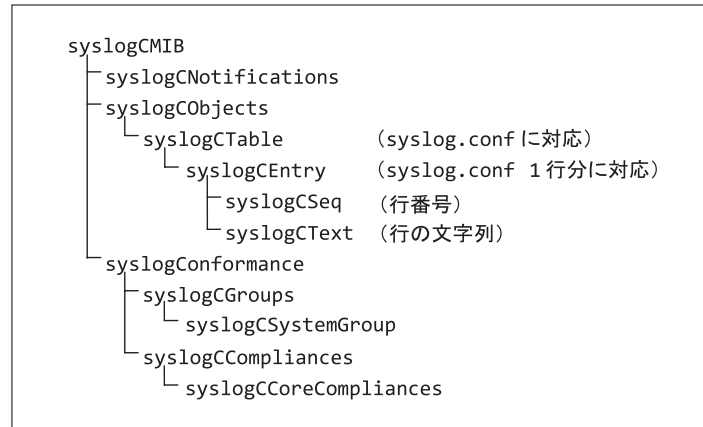 syslogCMIB
syslogCNotifications
syslogCObjects
syslogCTable （syslog.confに対応）
syslogCEntry （syslog.conf １行分に対応）
syslogCSeq （行番号）
syslogCText （行の文字列）
syslogConformance
syslogCGroups
syslogCSystemGroup
syslogCCompliances
syslogCCoreCompliances